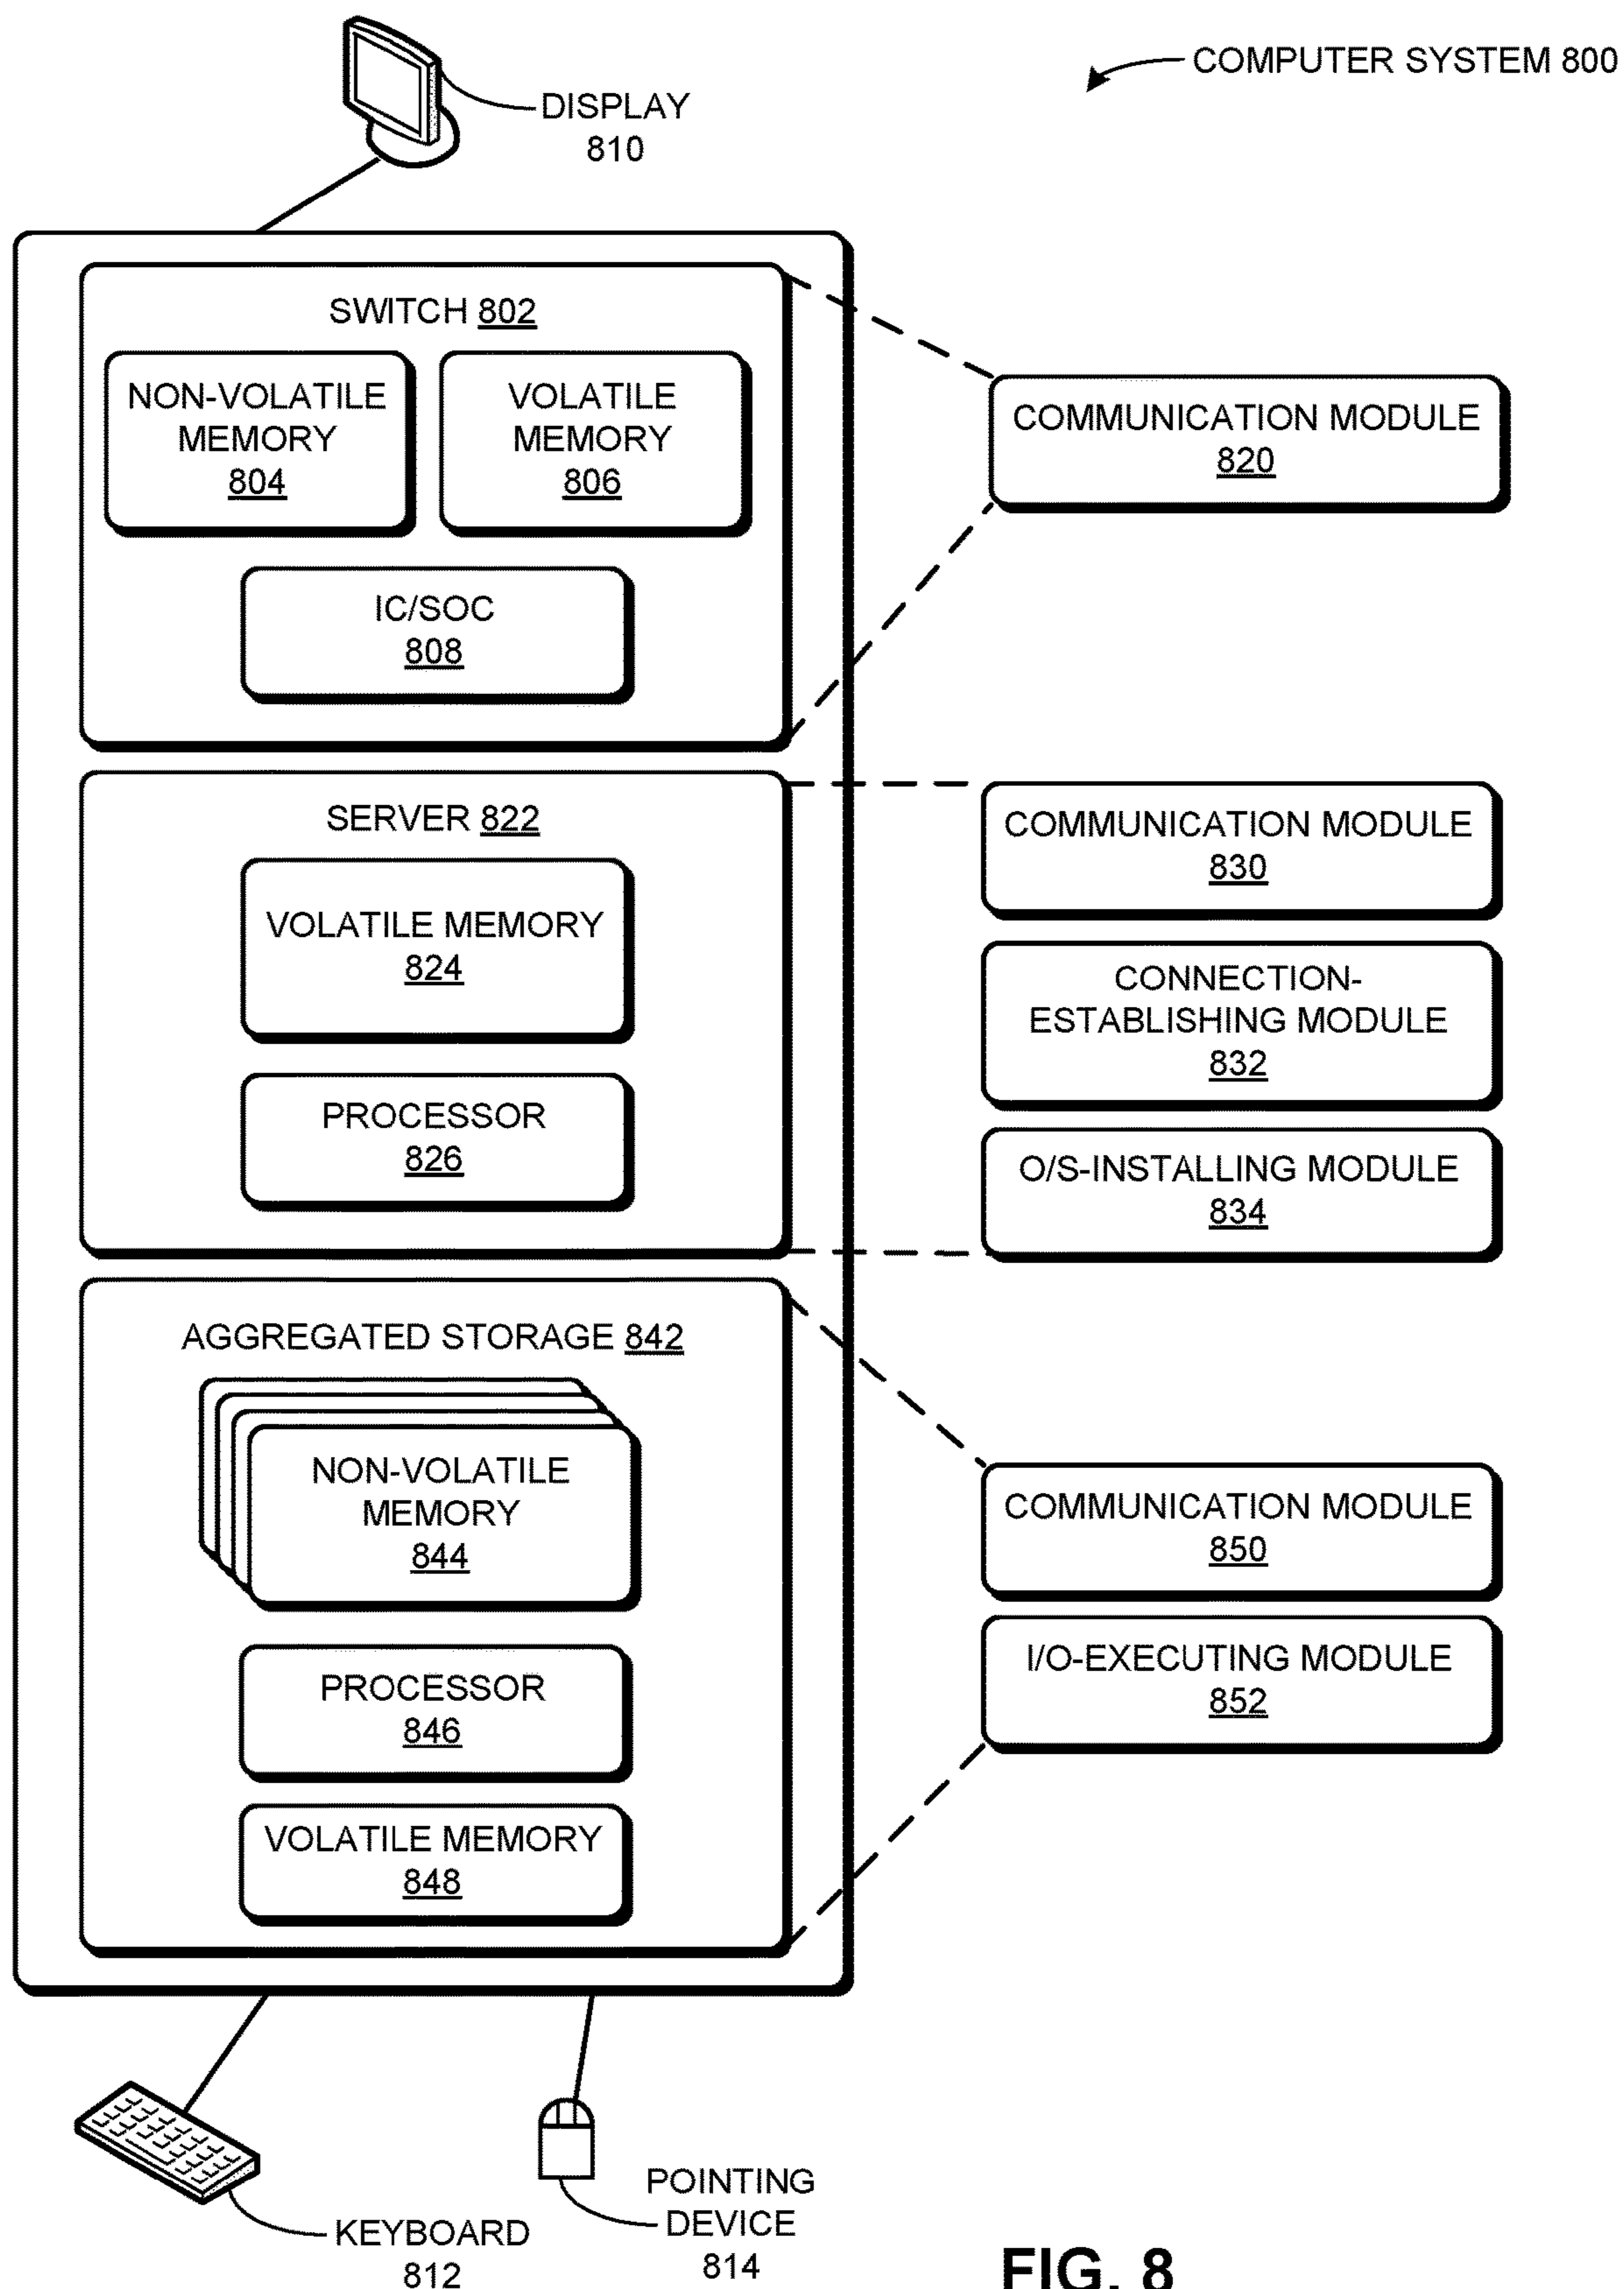 COMPUTER SYSTEM 800
DISPLAY
810
SWITCH 802
NON-VOLATILE
MEMORY
804
VOLATILE
MEMORY
806
IC/SOC
808
COMMUNICATION MODULE
820
SERVER 822
VOLATILE MEMORY
824
PROCESSOR
826
COMMUNICATION MODULE
830
CONNECTION-
ESTABLISHING MODULE
832
O/S-INSTALLING MODULE
834
AGGREGATED STORAGE 842
NON-VOLATILE
MEMORY
844
PROCESSOR
846
VOLATILE MEMORY
848
COMMUNICATION MODULE
850
I/O-EXECUTING MODULE
852
KEYBOARD
812
POINTING
DEVICE
814
FIG. 8